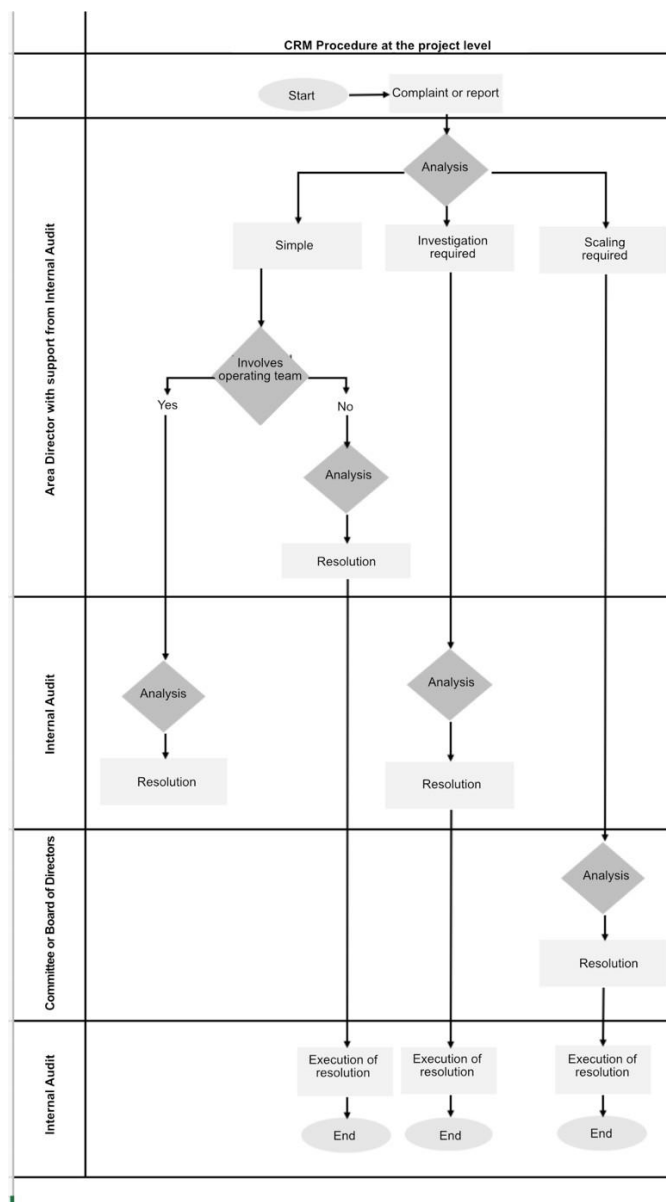 CRM Procedure at the project level
Start
Complaint or report
Area Director with support from Internal Audit
Analysis
Simple
Investigation
required
Scaling
required
Involves
operating team
Yes
No
Analysis
Resolution
Internal Audit
Analysis
Analysis
Resolution
Resolution
Committee or Board of Directors
Analysis
Resolution
Internal Audit
Execution of
resolution
Execution of
resolution
Execution of
resolution
End
End
End